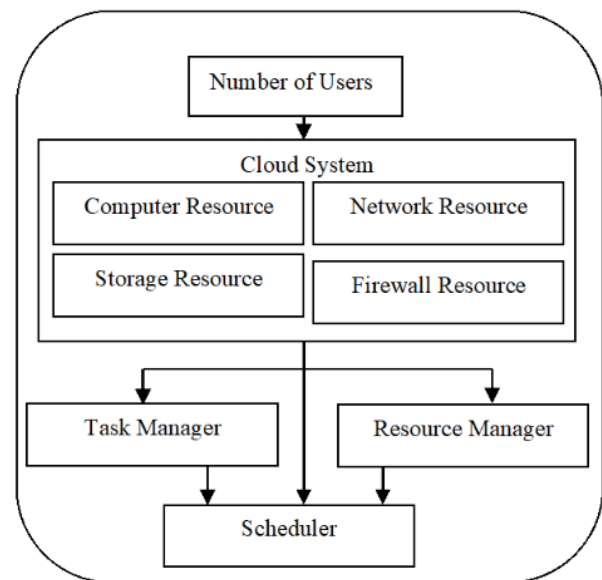 Number of Users
Cloud System
Computer Resource
Network Resource
Storage Resource
Firewall Resource
Task Manager
Resource Manager
Scheduler